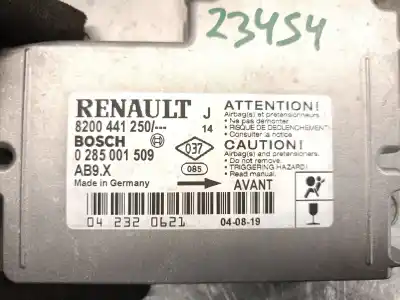 23454
RENAULT J
8200 441 250/--- 14
BOSCH
0 285 001 509
AB9.X
Made in Germany
037
085
ATTENTION!
Airbag(s) et pretensionneurs
• Ne pas demonter
• RISQUE DE DECLENCHEMENT!
• Consulter la notice
CAUTION!
Airbag(s) and pretensioners.
• Do not remove.
• TRIGGERING HAZARD!
• Read manual.
AVANT
04 232 0621
04-08-19